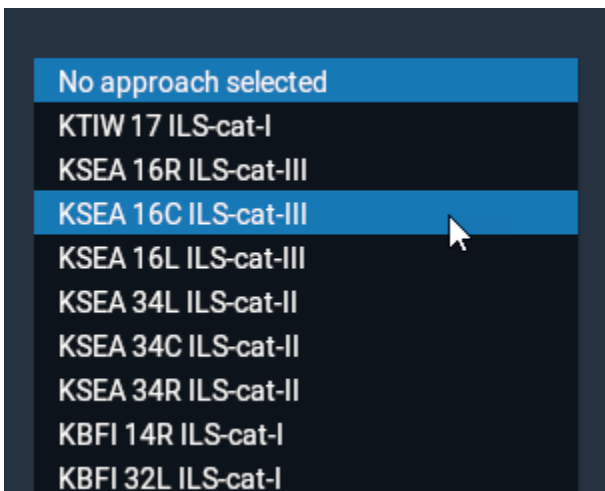 No approach selected
KTIW 17 ILS-cat-I
KSEA 16R ILS-cat-III
KSEA 16C ILS-cat-III
KSEA 16L ILS-cat-III
KSEA 34L ILS-cat-II
KSEA 34C ILS-cat-II
KSEA 34R ILS-cat-II
KBFI 14R ILS-cat-I
KBFI 32L ILS-cat-I